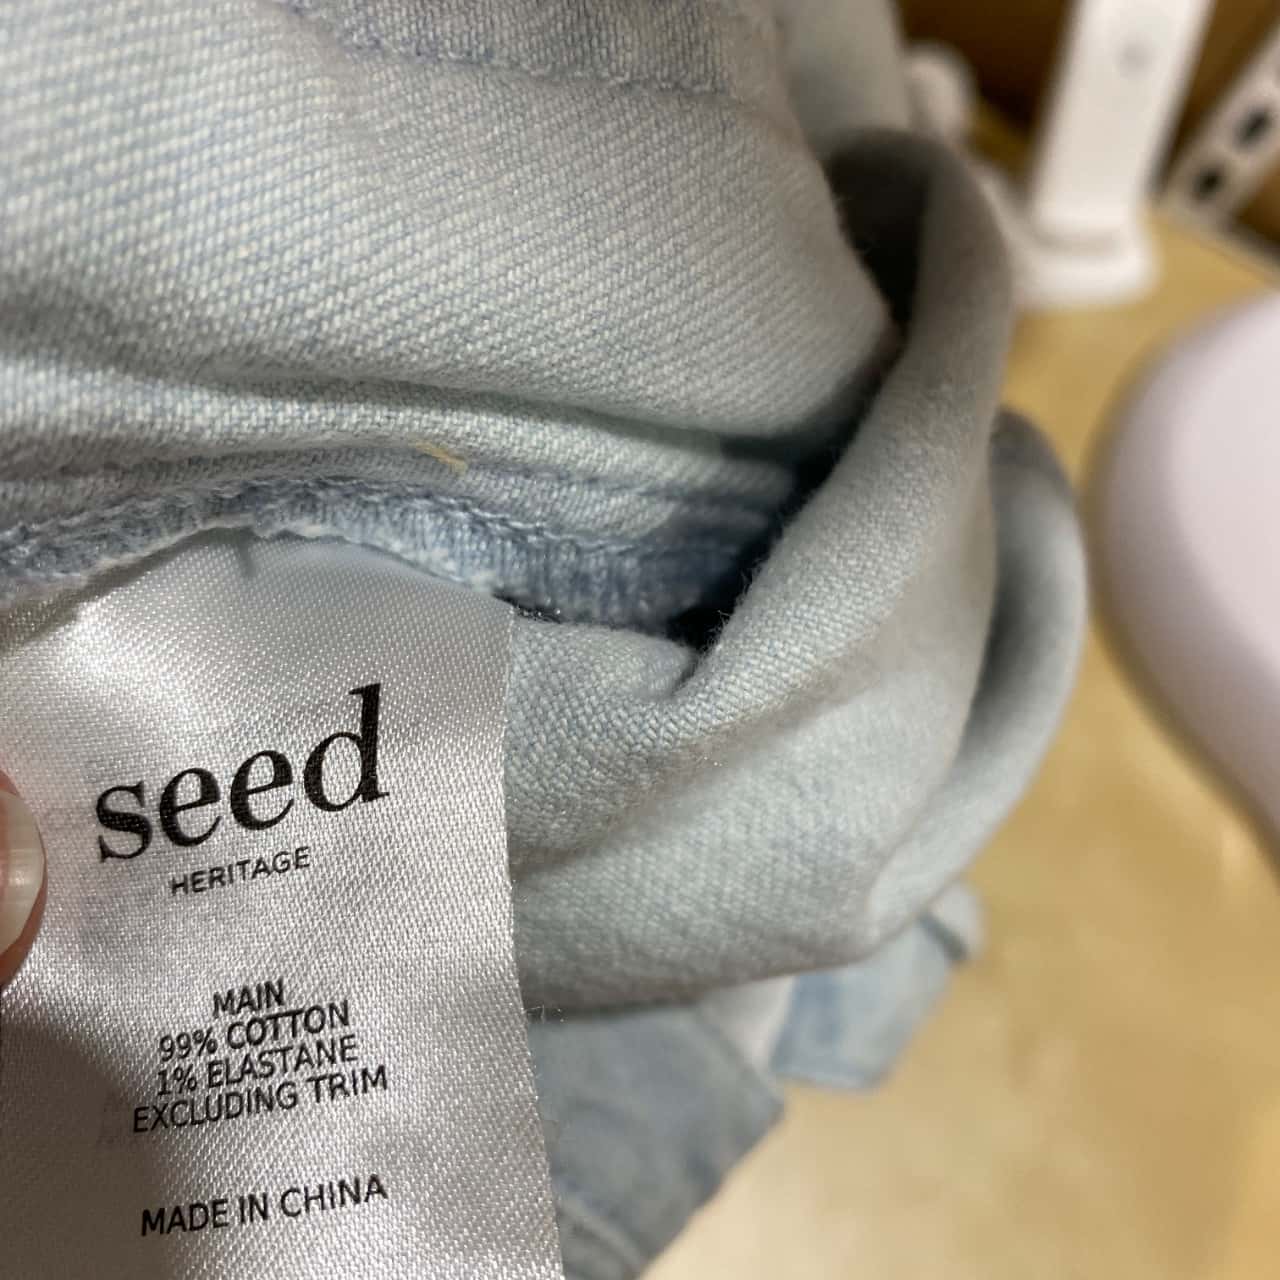 seed
HERITAGE
MAIN
99% COTTON
1% ELASTANE
EXCLUDING TRIM
MADE IN CHINA